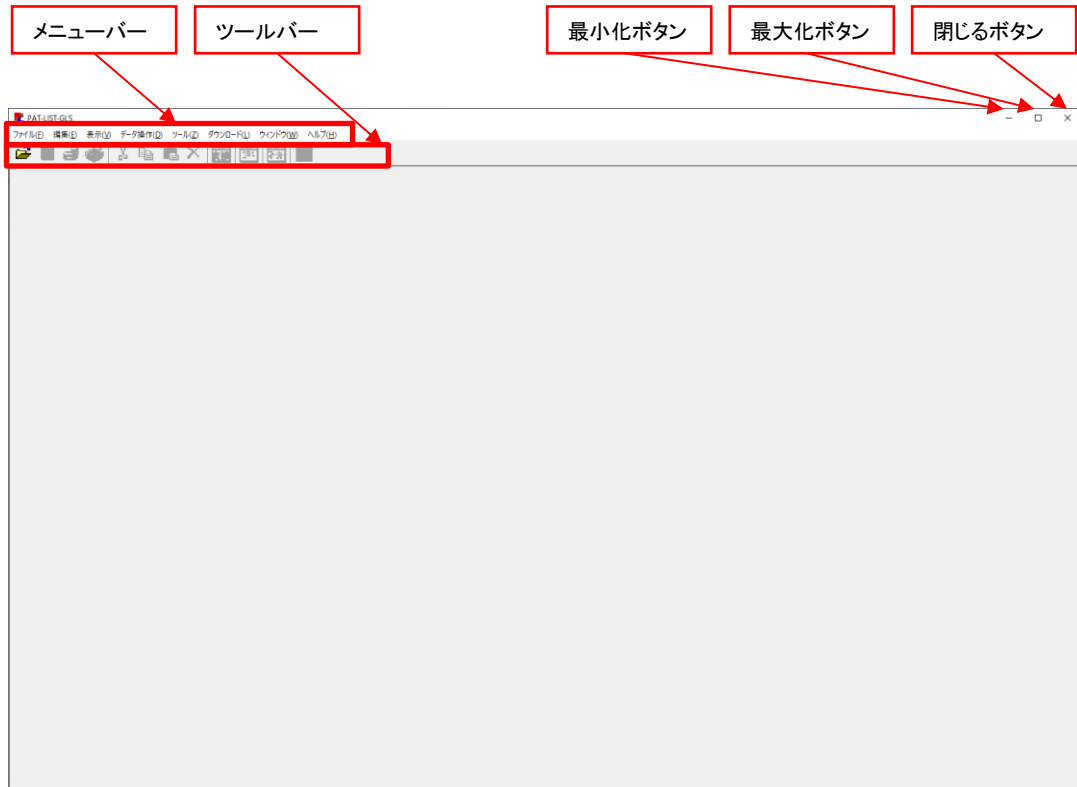 メニューバー
ツールバー
最小化ボタン
最大化ボタン
閉じるボタン
PAT-LIST-GLS
ファイル(F) 編集(E) 表示(V) データ操作(D) ツール(Z) ダウンロード(L) ウィンドウ(W) ヘルプ(H)